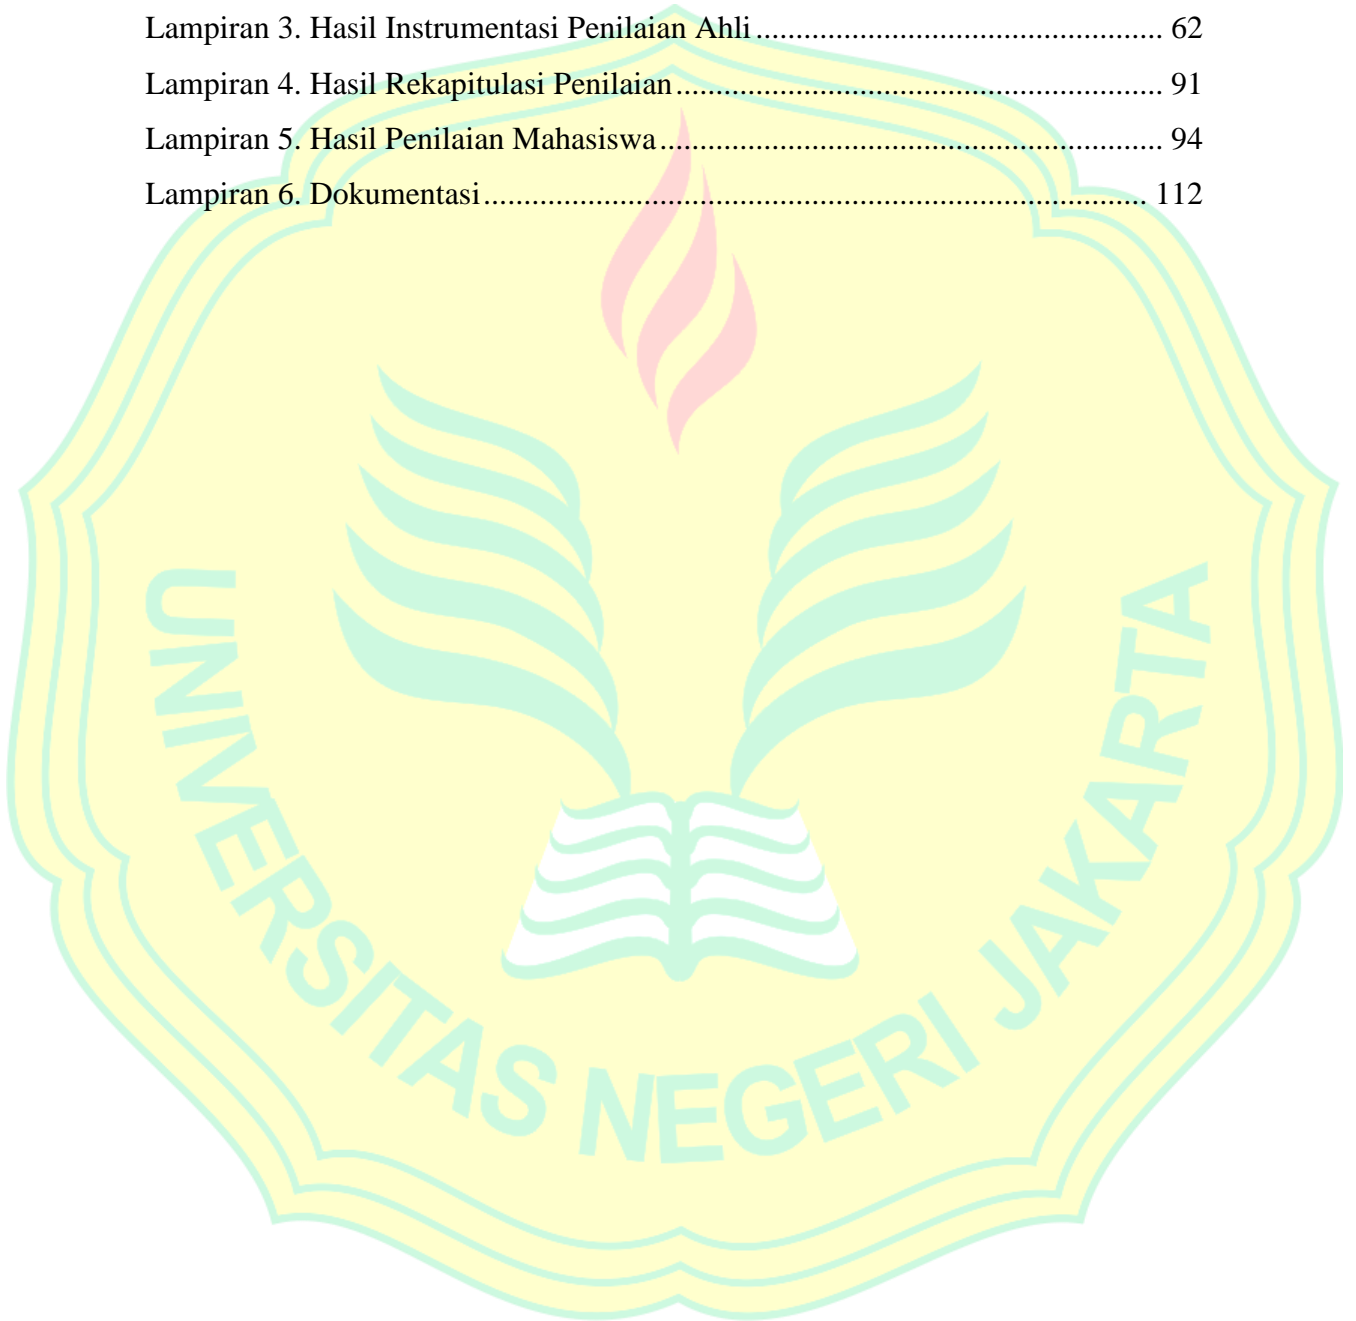 Lampiran 3. Hasil Instrumentasi Penilaian Ahli .................................................. 62
Lampiran 4. Hasil Rekapitulasi Penilaian ............................................................ 91
Lampiran 5. Hasil Penilaian Mahasiswa .............................................................. 94
Lampiran 6. Dokumentasi ................................................................................. 112
UNIVERSITAS NEGERI JAKARTA